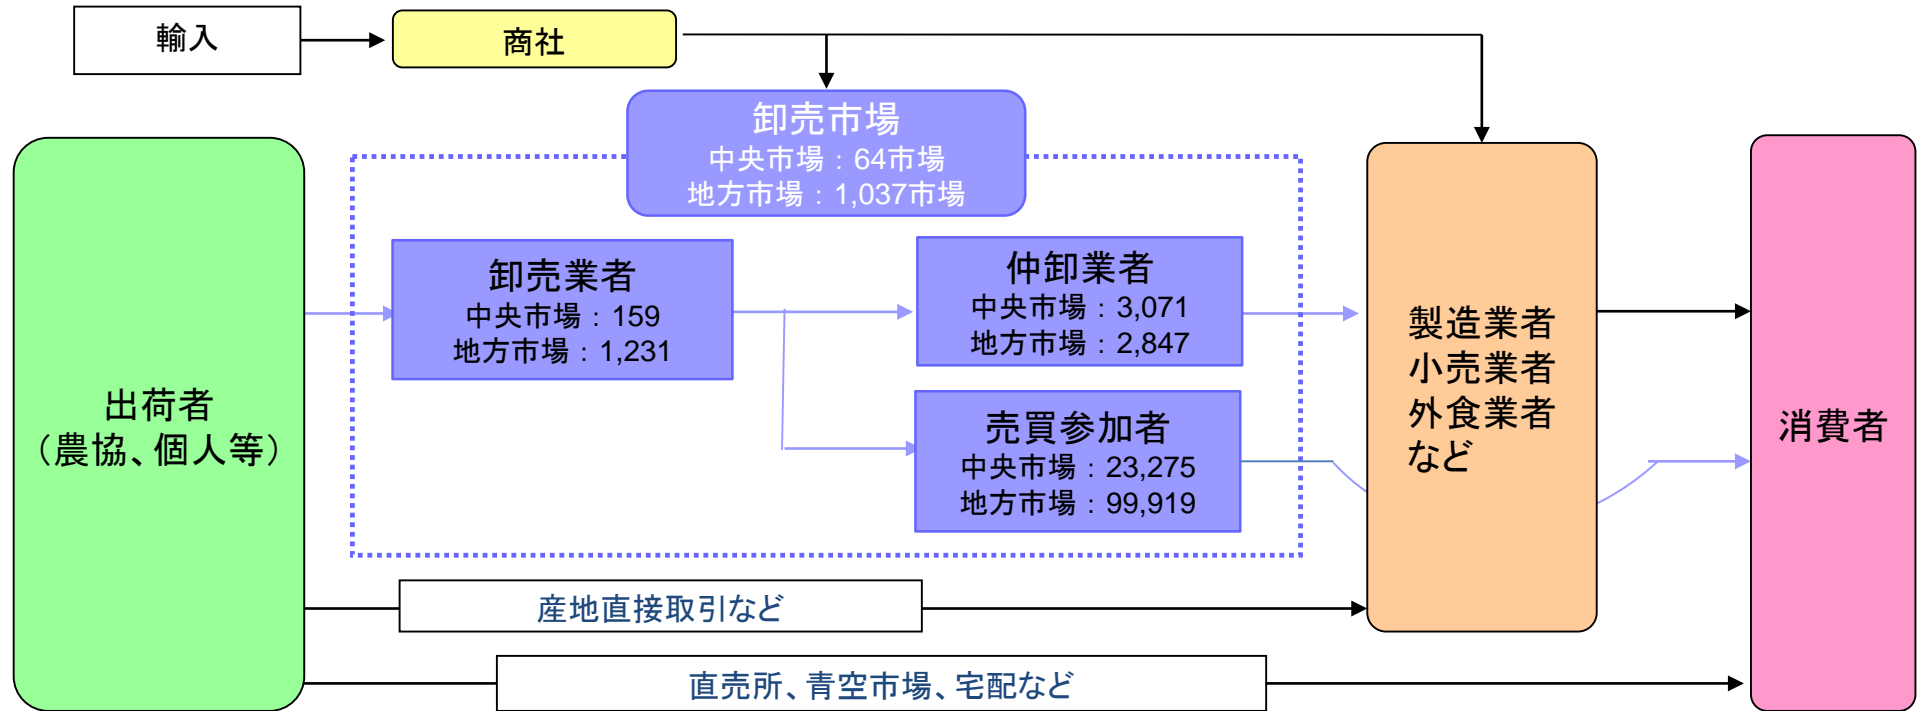 輸入
商社
卸売市場
中央市場：64市場
地方市場：1,037市場
出荷者
（農協、個人等）
卸売業者
中央市場：159
地方市場：1,231
仲卸業者
中央市場：3,071
地方市場：2,847
売買参加者
中央市場：23,275
地方市場：99,919
製造業者
小売業者
外食業者
など
消費者
産地直接取引など
直売所、青空市場、宅配など